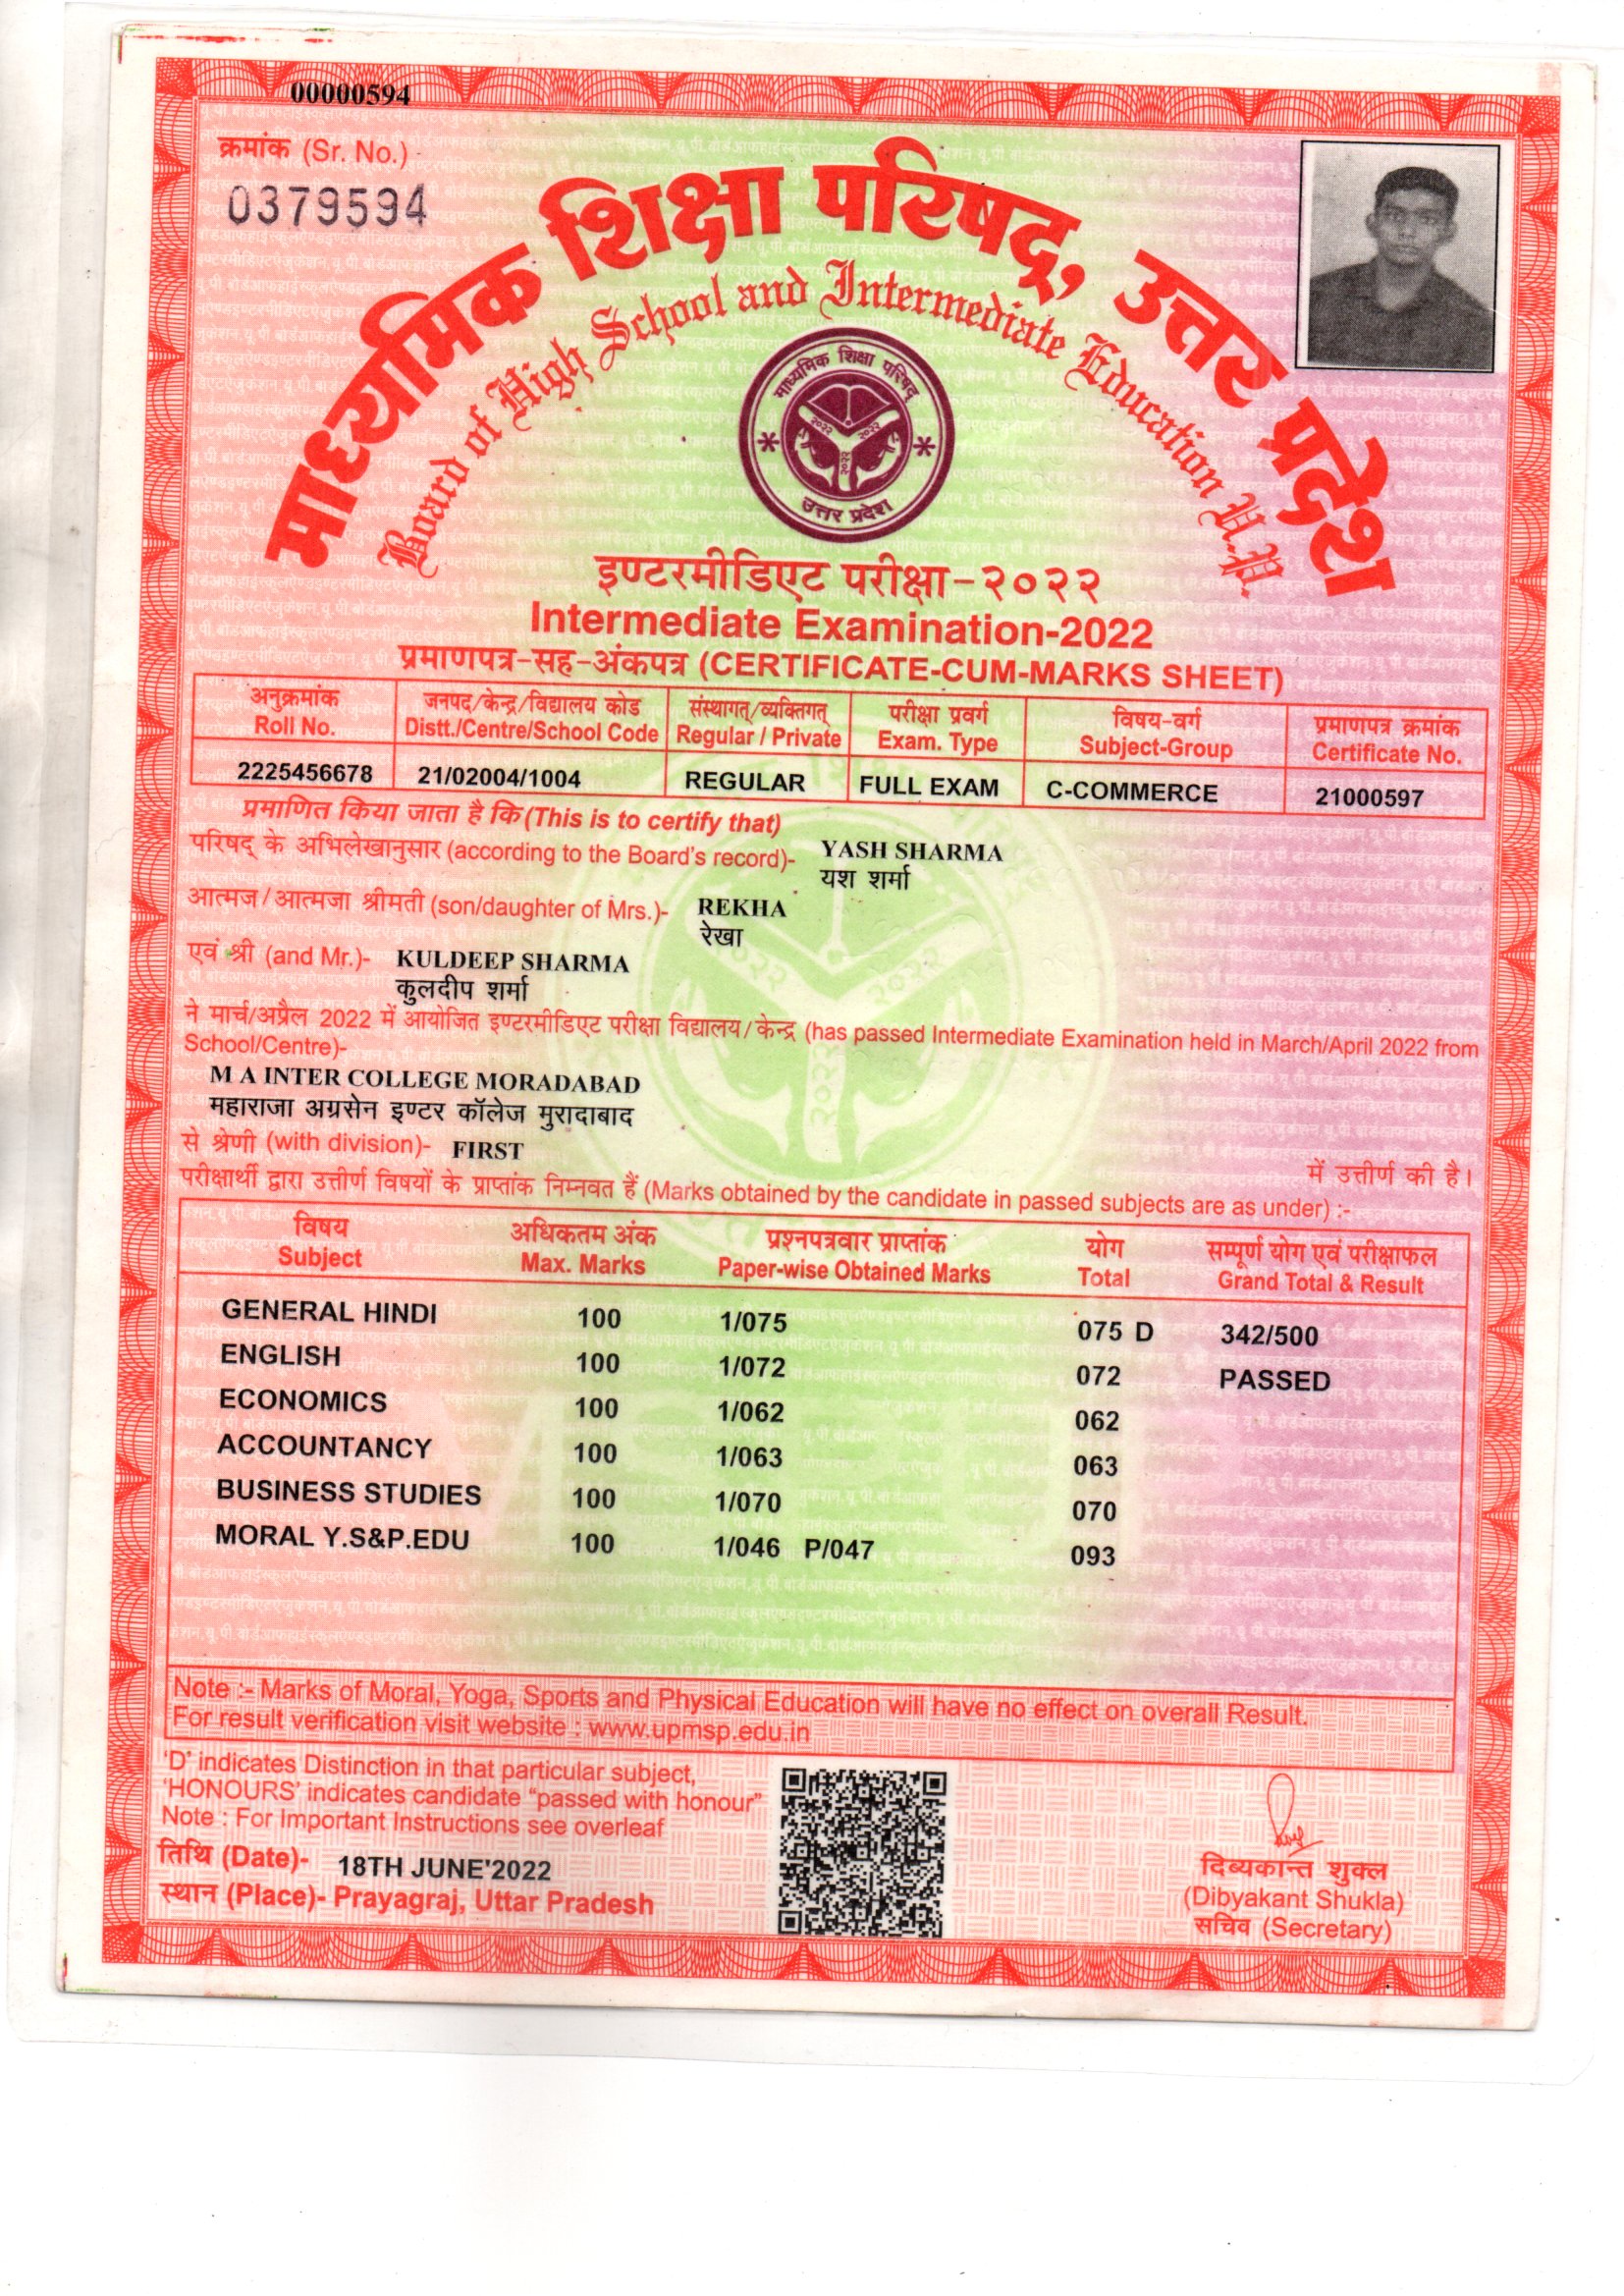 00000594
क्रमांक (Sr. No.)
0379594
माध्यमिक शिक्षा परिषद्, उत्तर प्रदेश
Board of High School and Intermediate Education U.P.
माध्यमिक शिक्षा परिषद्
२०२२ २०२२
२०२२
उत्तर प्रदेश
इण्टरमीडिएट परीक्षा-२०२२
Intermediate Examination-2022
प्रमाणपत्र-सह-अंकपत्र (CERTIFICATE-CUM-MARKS SHEET)
अनुक्रमांक जनपद/केन्द्र/विद्यालय कोड संस्थागत्/व्यक्तिगत् परीक्षा प्रवर्ग विषय-वर्ग प्रमाणपत्र क्रमांक
Roll No. Distt./Centre/School Code Regular / Private Exam. Type Subject-Group Certificate No.
2225456678 21/02004/1004 REGULAR FULL EXAM C-COMMERCE 21000597
प्रमाणित किया जाता है कि (This is to certify that)
परिषद् के अभिलेखानुसार (according to the Board's record)- YASH SHARMA
यश शर्मा
आत्मज/आत्मजा श्रीमती (son/daughter of Mrs.)- REKHA
रेखा
एवं श्री (and Mr.)- KULDEEP SHARMA
कुलदीप शर्मा
ने मार्च/अप्रैल 2022 में आयोजित इण्टरमीडिएट परीक्षा विद्यालय/केन्द्र (has passed Intermediate Examination held in March/April 2022 from
School/Centre)-
M A INTER COLLEGE MORADABAD
महाराजा अग्रसेन इण्टर कॉलेज मुरादाबाद
से श्रेणी (with division)- FIRST में उत्तीर्ण की है।
परीक्षार्थी द्वारा उत्तीर्ण विषयों के प्राप्तांक निम्नवत हैं (Marks obtained by the candidate in passed subjects are as under) :-
विषय अधिकतम अंक प्रश्नपत्रवार प्राप्तांक योग सम्पूर्ण योग एवं परीक्षाफल
Subject Max. Marks Paper-wise Obtained Marks Total Grand Total & Result
GENERAL HINDI 100 1/075 075 D 342/500
ENGLISH 100 1/072 072 PASSED
ECONOMICS 100 1/062 062
ACCOUNTANCY 100 1/063 063
BUSINESS STUDIES 100 1/070 070
MORAL Y.S&P.EDU 100 1/046 P/047 093
Note :- Marks of Moral, Yoga, Sports and Physical Education will have no effect on overall Result.
For result verification visit website : www.upmsp.edu.in
'D' indicates Distinction in that particular subject,
'HONOURS' indicates candidate "passed with honour"
Note : For Important Instructions see overleaf
तिथि (Date)- 18TH JUNE'2022
स्थान (Place)- Prayagraj, Uttar Pradesh
दिब्यकान्त शुक्ल
(Dibyakant Shukla)
सचिव (Secretary)